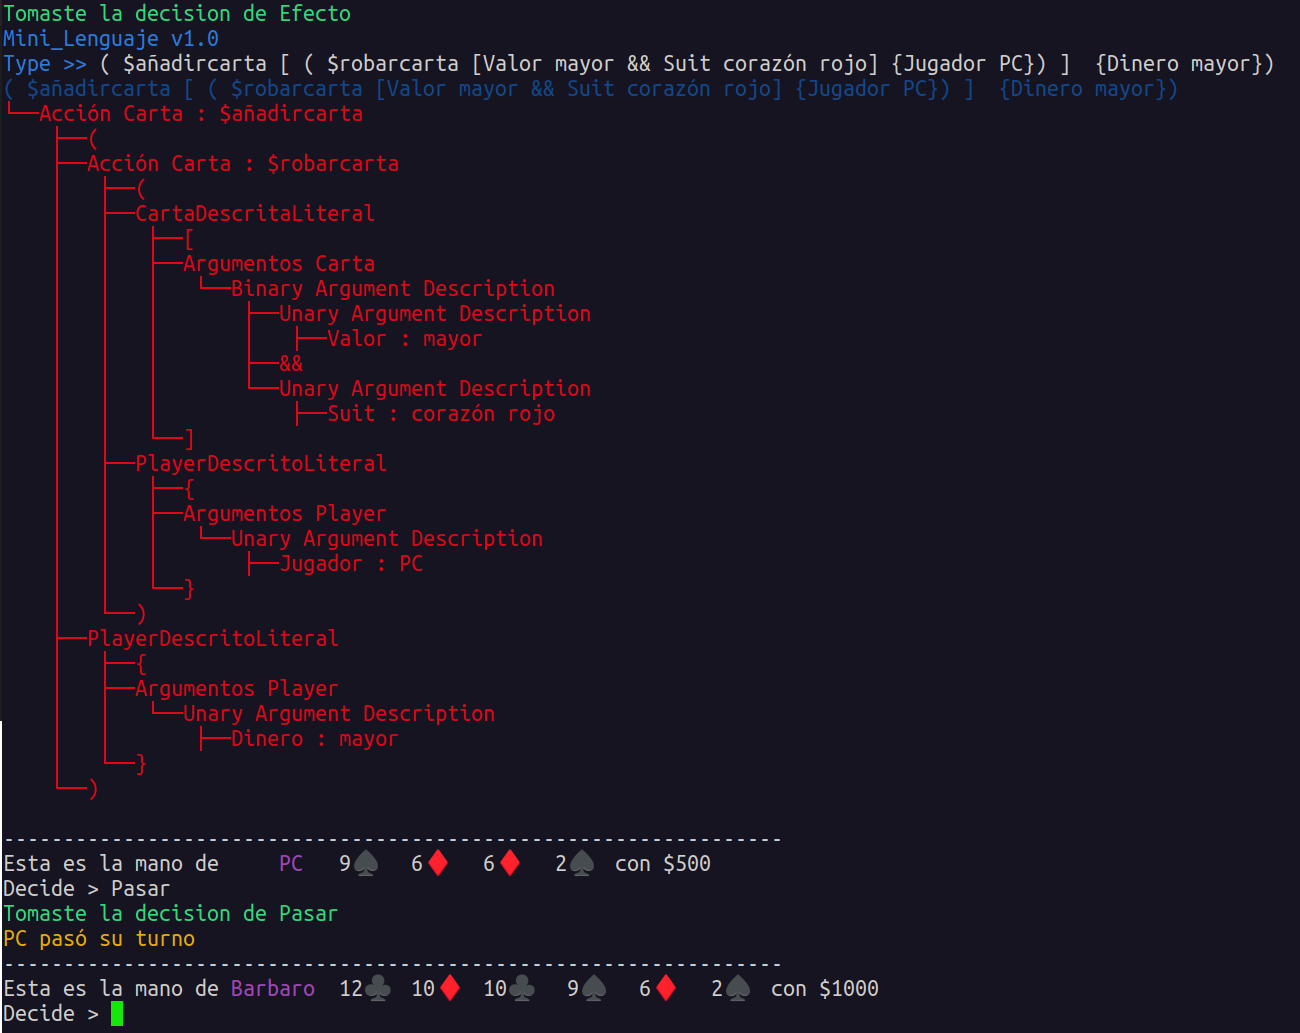 Tomaste la decision de Efecto
Mini_Lenguaje v1.0
Type >> ( $añadircarta [ ( $robarcarta [Valor mayor && Suit corazón rojo] {Jugador PC}) ]  {Dinero mayor})
( $añadircarta [ ( $robarcarta [Valor mayor && Suit corazón rojo] {Jugador PC}) ]  {Dinero mayor})
└──Acción Carta : $añadircarta
    ├──(
    ├──Acción Carta : $robarcarta
    │   ├──(
    │   ├──CartaDescritaLiteral
    │   │   ├──[
    │   │   ├──Argumentos Carta
    │   │   │   └──Binary Argument Description
    │   │   │       ├──Unary Argument Description
    │   │   │       │   ├──Valor : mayor
    │   │   │       ├──&&
    │   │   │       └──Unary Argument Description
    │   │   │           ├──Suit : corazón rojo
    │   │   └──]
    │   ├──PlayerDescritoLiteral
    │   │   ├──{
    │   │   ├──Argumentos Player
    │   │   │   └──Unary Argument Description
    │   │   │       ├──Jugador : PC
    │   │   └──}
    │   └──)
    ├──PlayerDescritoLiteral
    │   ├──{
    │   ├──Argumentos Player
    │   │   └──Unary Argument Description
    │   │       ├──Dinero : mayor
    │   └──}
    └──)
-----------------------------------------------------------------
Esta es la mano de     PC   9♠   6♦   6♦   2♠  con $500
Decide > Pasar
Tomaste la decision de Pasar
PC pasó su turno
-----------------------------------------------------------------
Esta es la mano de Barbaro  12♣  10♦  10♣   9♠   6♦   2♠  con $1000
Decide >